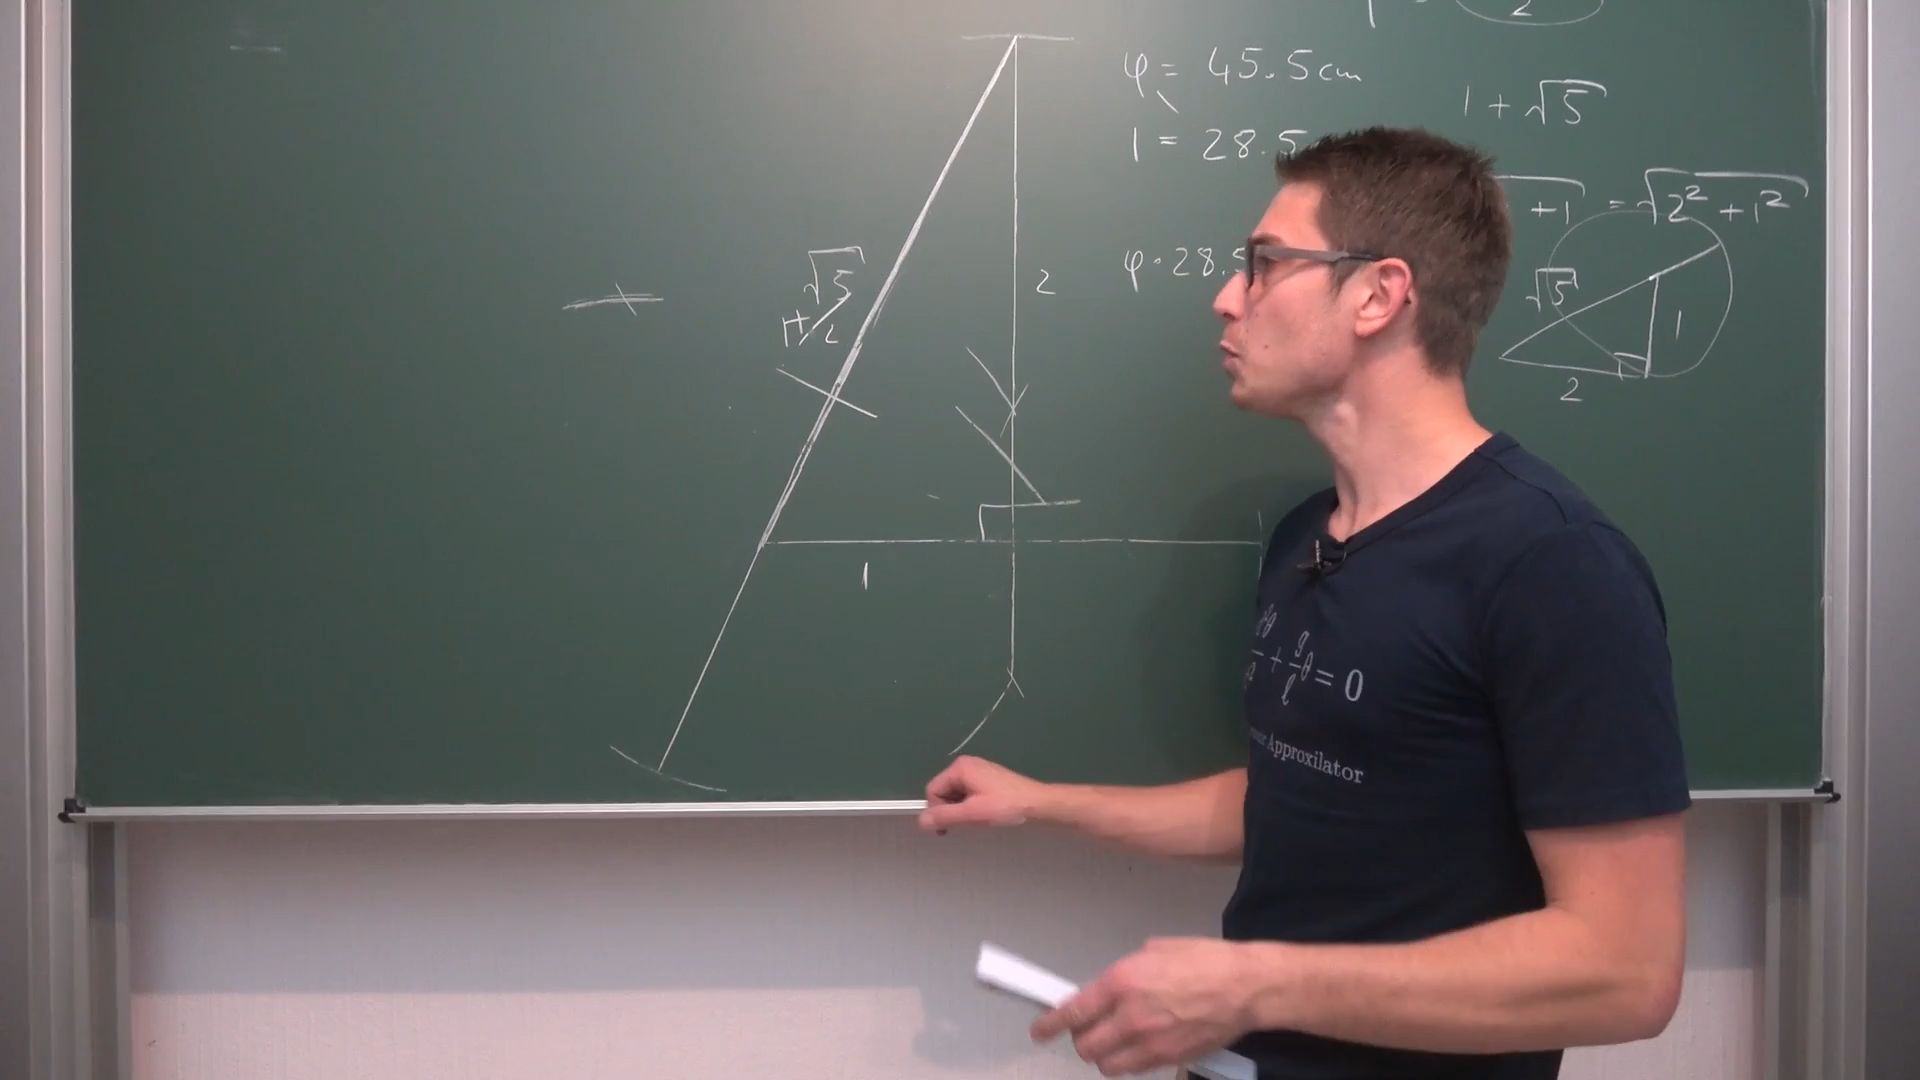 φ = 45.5cm
1 = 28.5
1 + √5
+1 = √2² + 1²
φ·28.5
√5
1+
2
2
1
√5
1
2
+ g/l θ = 0
Approxilator